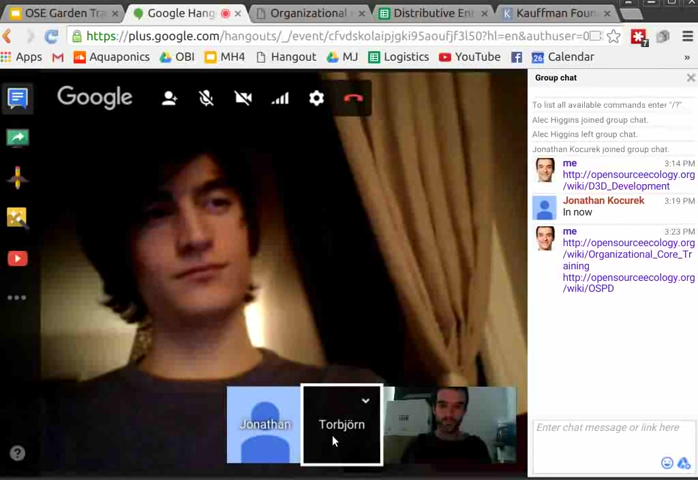 OSE Garden Tra
Google Hang
Organizational
Distributive En
Kauffman Foun
https://plus.google.com/hangouts/_/event/cfvdskolaipjgki95aoufjf3l50?hl=en&authuser=0
7
Aquaponics
OBI
MH4
Hangout
MJ
Logistics
YouTube
26
Calendar
»
Google
Group chat
To list all available commands enter "/?"
Alec Higgins joined group chat.
Alec Higgins left group chat.
Jonathan Kocurek joined group chat.
me 3:14 PM
http://opensourceecology.org
/wiki/D3D_Development
Jonathan Kocurek 3:19 PM
In now
me 3:23 PM
http://opensourceecology.org
/wiki/Organizational_Core_Tr
aining
http://opensourceecology.org
/wiki/OSPD
Jonathan
Torbjörn
Enter chat message or link here